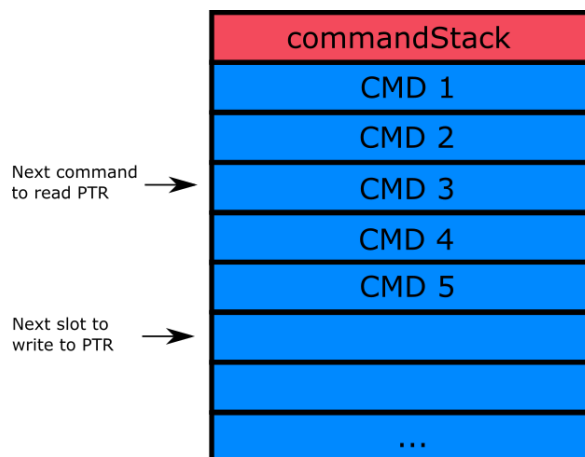 commandStack
CMD 1
CMD 2
Next command
to read PTR
CMD 3
CMD 4
CMD 5
Next slot to
write to PTR
...